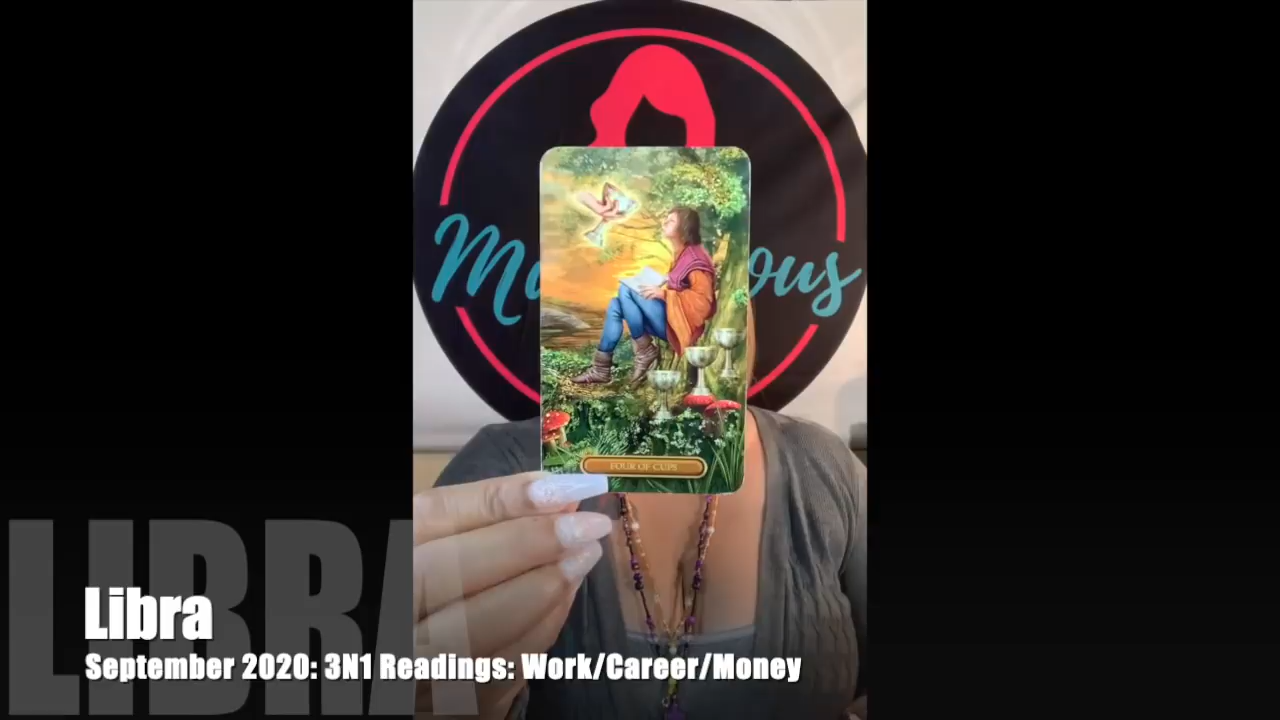 FOUR OF CUPS
LIBRA
Libra
September 2020: 3N1 Readings: Work/Career/Money